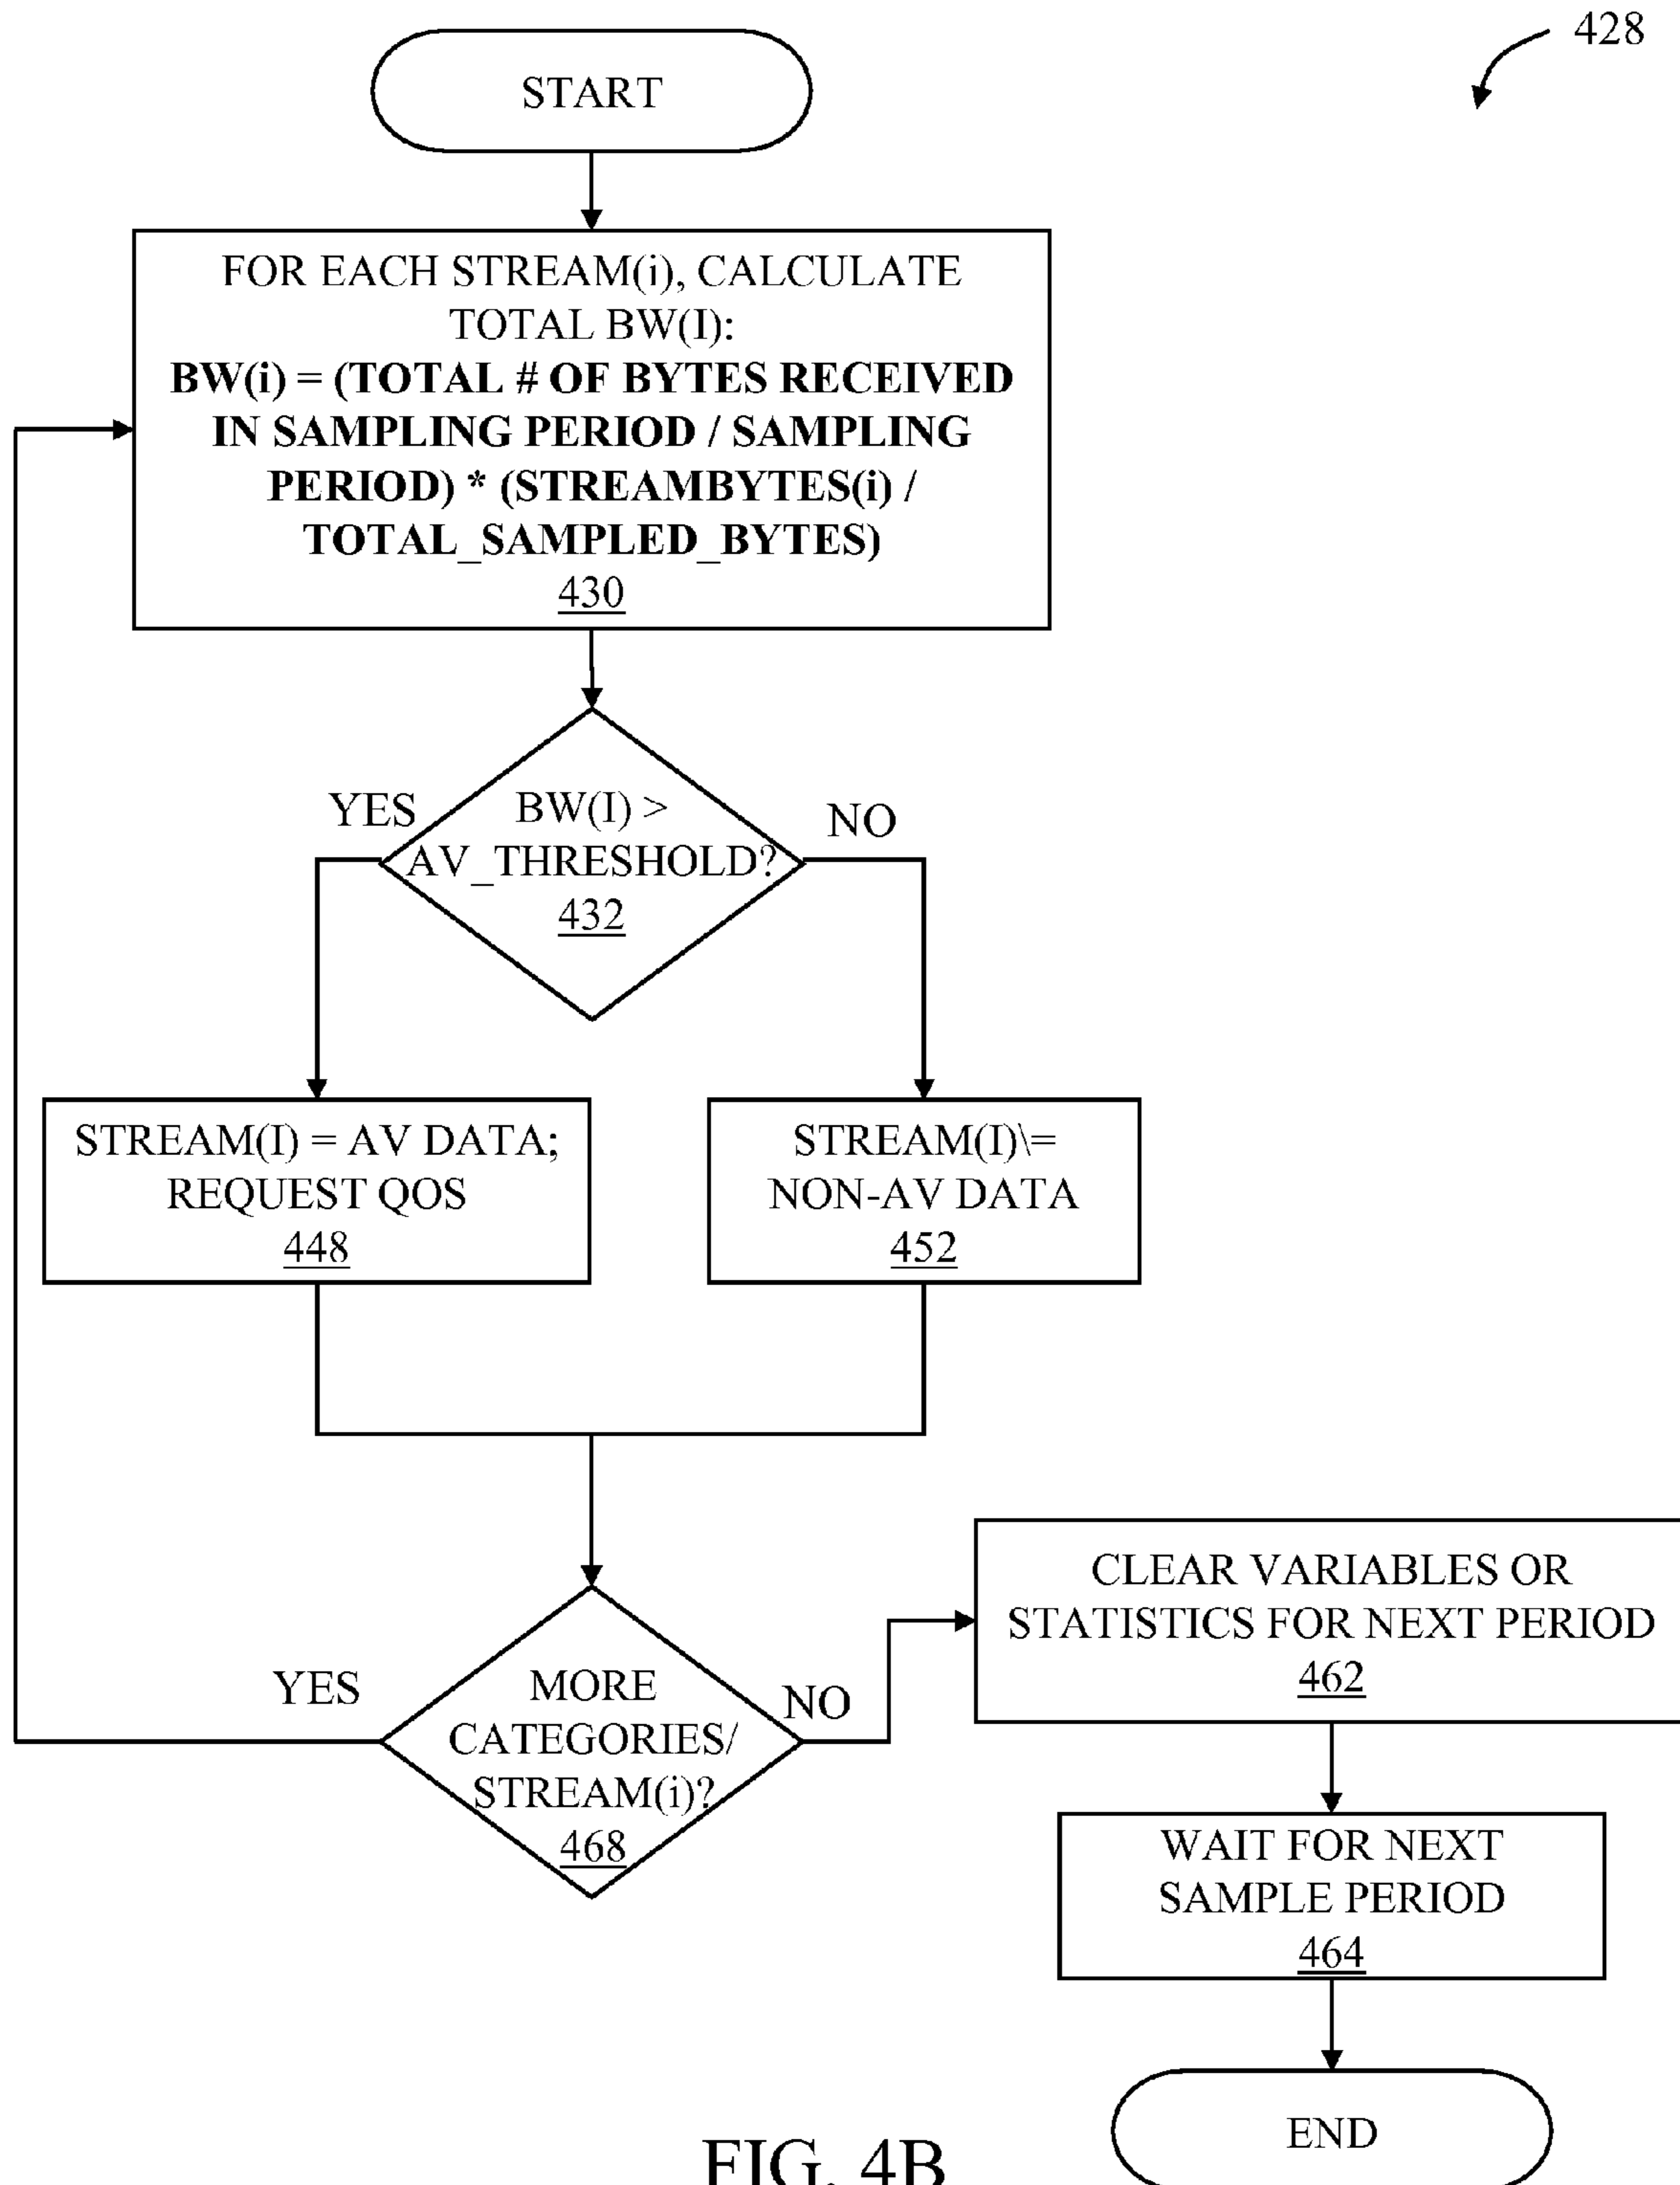 428
START
FOR EACH STREAM(i), CALCULATE
TOTAL BW(I):
BW(i) = (TOTAL # OF BYTES RECEIVED
IN SAMPLING PERIOD / SAMPLING
PERIOD) * (STREAMBYTES(i) /
TOTAL_SAMPLED_BYTES)
430
YES
BW(I) >
AV_THRESHOLD?
432
NO
STREAM(I) = AV DATA;
REQUEST QOS
448
STREAM(I)\=
NON-AV DATA
452
YES
MORE
CATEGORIES/
STREAM(i)?
468
NO
CLEAR VARIABLES OR
STATISTICS FOR NEXT PERIOD
462
WAIT FOR NEXT
SAMPLE PERIOD
464
END
FIG. 4B